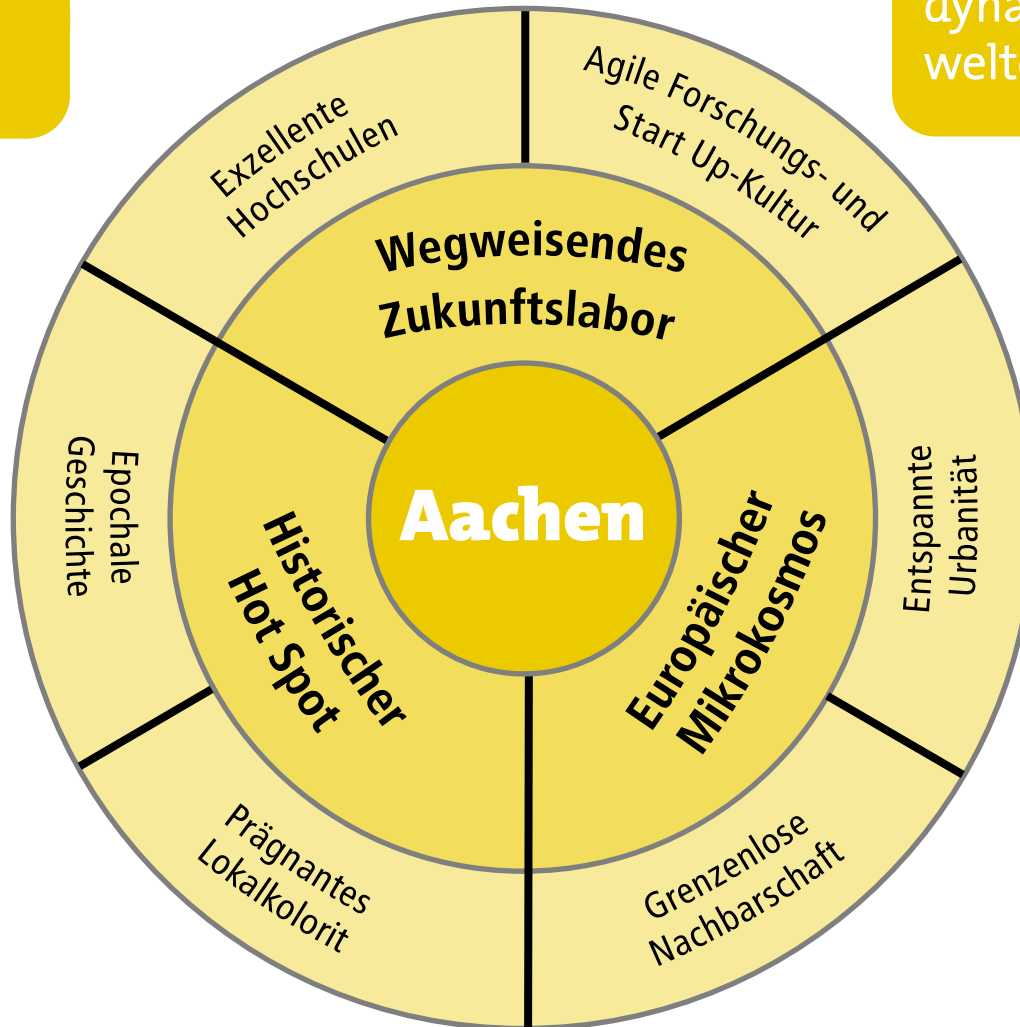 Exzellente
Hochschulen
Agile Forschungs- und
Start Up-Kultur
Wegweisendes
Zukunftslabor
Aachen
Epochale
Geschichte
Historischer
Hot Spot
Europäischer
Mikrokosmos
Entspannte
Urbanität
Prägnantes
Lokalkolorit
Grenzenlose
Nachbarschaft